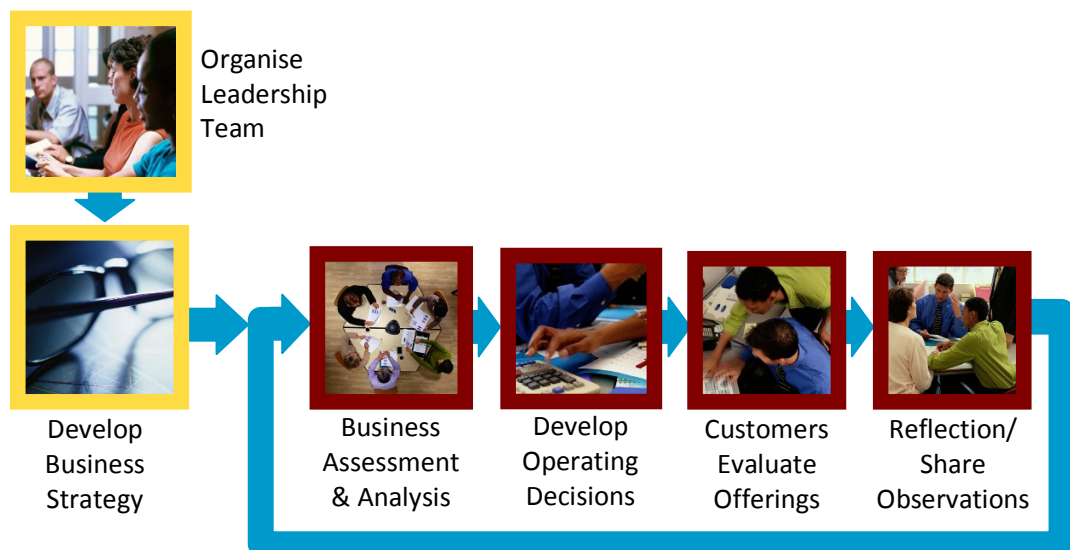 Organise
Leadership
Team
Develop
Business
Strategy
Business
Assessment
& Analysis
Develop
Operating
Decisions
Customers
Evaluate
Offerings
Reflection/
Share
Observations